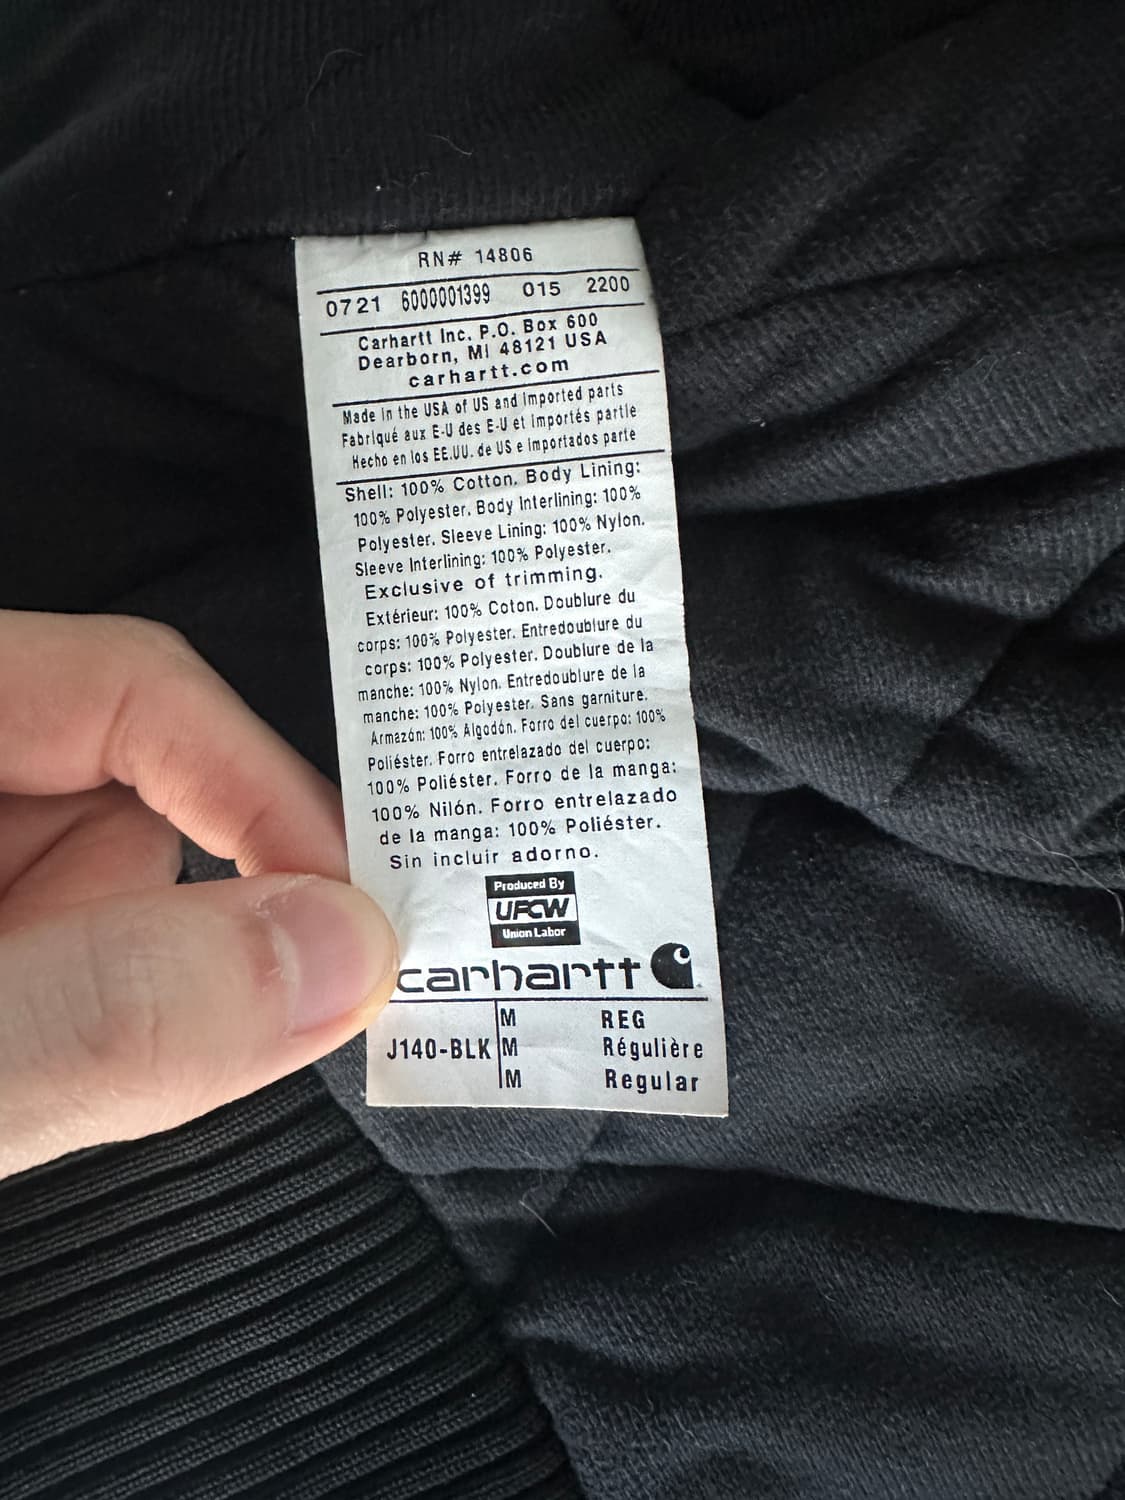 RN# 14806
0721 6000001399 015 2200
Carhartt Inc. P.O. Box 600
Dearborn, MI 48121 USA
carhartt.com
Made in the USA of US and Imported parts
Fabriqué aux E-U des E-U et importés partie
Hecho en los EE.UU. de US e importados parte
Shell: 100% Cotton. Body Lining:
100% Polyester. Body Interlining: 100%
Polyester. Sleeve Lining: 100% Nylon.
Sleeve Interlining: 100% Polyester.
Exclusive of trimming.
Extérieur: 100% Coton. Doublure du
corps: 100% Polyester. Entredoublure du
corps: 100% Polyester. Doublure de la
manche: 100% Nylon. Entredoublure de la
manche: 100% Polyester. Sans garniture.
Armazón: 100% Algodón. Forro del cuerpo: 100%
Poliéster. Forro entrelazado del cuerpo:
100% Poliéster. Forro de la manga:
100% Nilón. Forro entrelazado
de la manga: 100% Poliéster.
Sin incluir adorno.
Produced By
UFCW
Union Labor
carhartt
M REG
J140-BLK M Régulière
M Regular